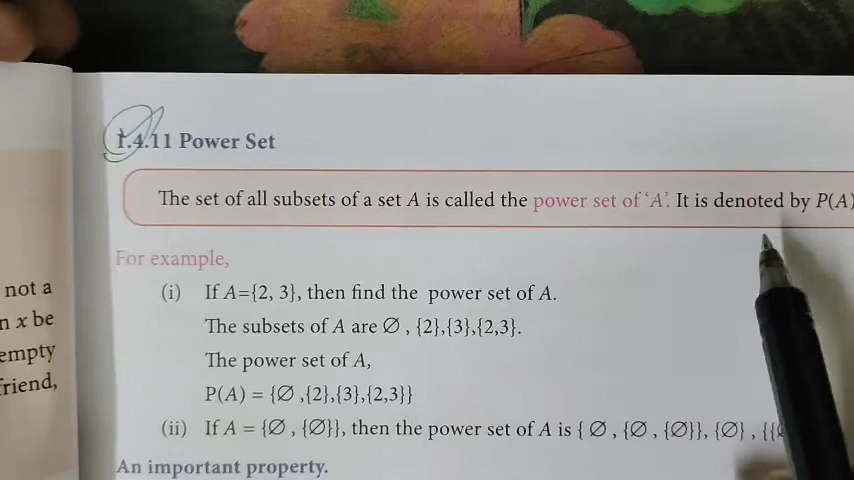 1.4.11 Power Set
The set of all subsets of a set A is called the power set of ‘A’. It is denoted by P(A)
For example,
(i) If A={2, 3}, then find the power set of A.
not a
The subsets of A are ∅ , {2},{3},{2,3}.
n x be
The power set of A,
empty
friend,
P(A) = {∅ ,{2},{3},{2,3}}
(ii) If A = {∅ , {∅}}, then the power set of A is { ∅ , {∅ , {∅}}, {∅} , {{∅
An important property.